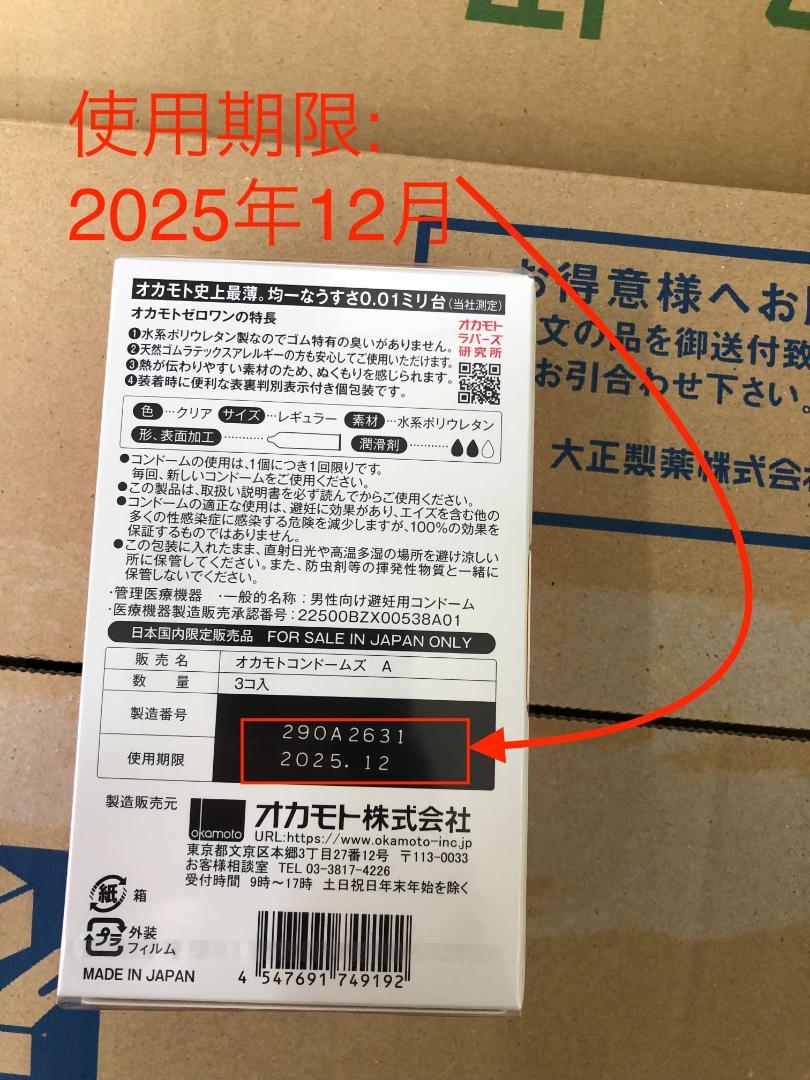 使用期限:
2025年12月
お得意様へお
文の品を御送付致
お引合わせ下さい。
大正製薬株式会
オカモト史上最薄。均一なうすさ0.01ミリ台(当社測定)
オカモトゼロワンの特長
❶水系ポリウレタン製なのでゴム特有の臭いがありません。
❷天然ゴムラテックスアレルギーの方も安心してご使用いただけます。
❸熱が伝わりやすい素材のため、ぬくもりを感じられます。
❹装着時に便利な表裏判別表示付き個包装です。
オカモト
ラバーズ
研究所
色…クリア サイズ…レギュラー 素材…水系ポリウレタン
形、表面加工………… 潤滑剤…………
●コンドームの使用は、1個につき1回限りです。
毎回、新しいコンドームをご使用ください。
●この製品は、取扱い説明書を必ず読んでからご使用ください。
●コンドームの適正な使用は、避妊に効果があり、エイズを含む他の
多くの性感染症に感染する危険を減少しますが、100%の効果を
保証するものではありません。
●この包装に入れたまま、直射日光や高温多湿の場所を避け涼しい
所に保管してください。また、防虫剤等の揮発性物質と一緒に
保管しないでください。
・管理医療機器 ・一般的名称:男性向け避妊用コンドーム
・医療機器製造販売承認番号:22500BZX00538A01
日本国内限定販売品 FOR SALE IN JAPAN ONLY
販売名 オカモトコンドームズ A
数量 3コ入
製造番号 290A2631
使用期限 2025.12
製造販売元 okamoto オカモト株式会社
URL:https://www.okamoto-inc.jp
東京都文京区本郷3丁目27番12号 〒113-0033
お客様相談室 TEL 03-3817-4226
受付時間 9時〜17時 土日祝日年末年始を除く
紙 箱
プラ 外装
フィルム
MADE IN JAPAN
4 547691 749192